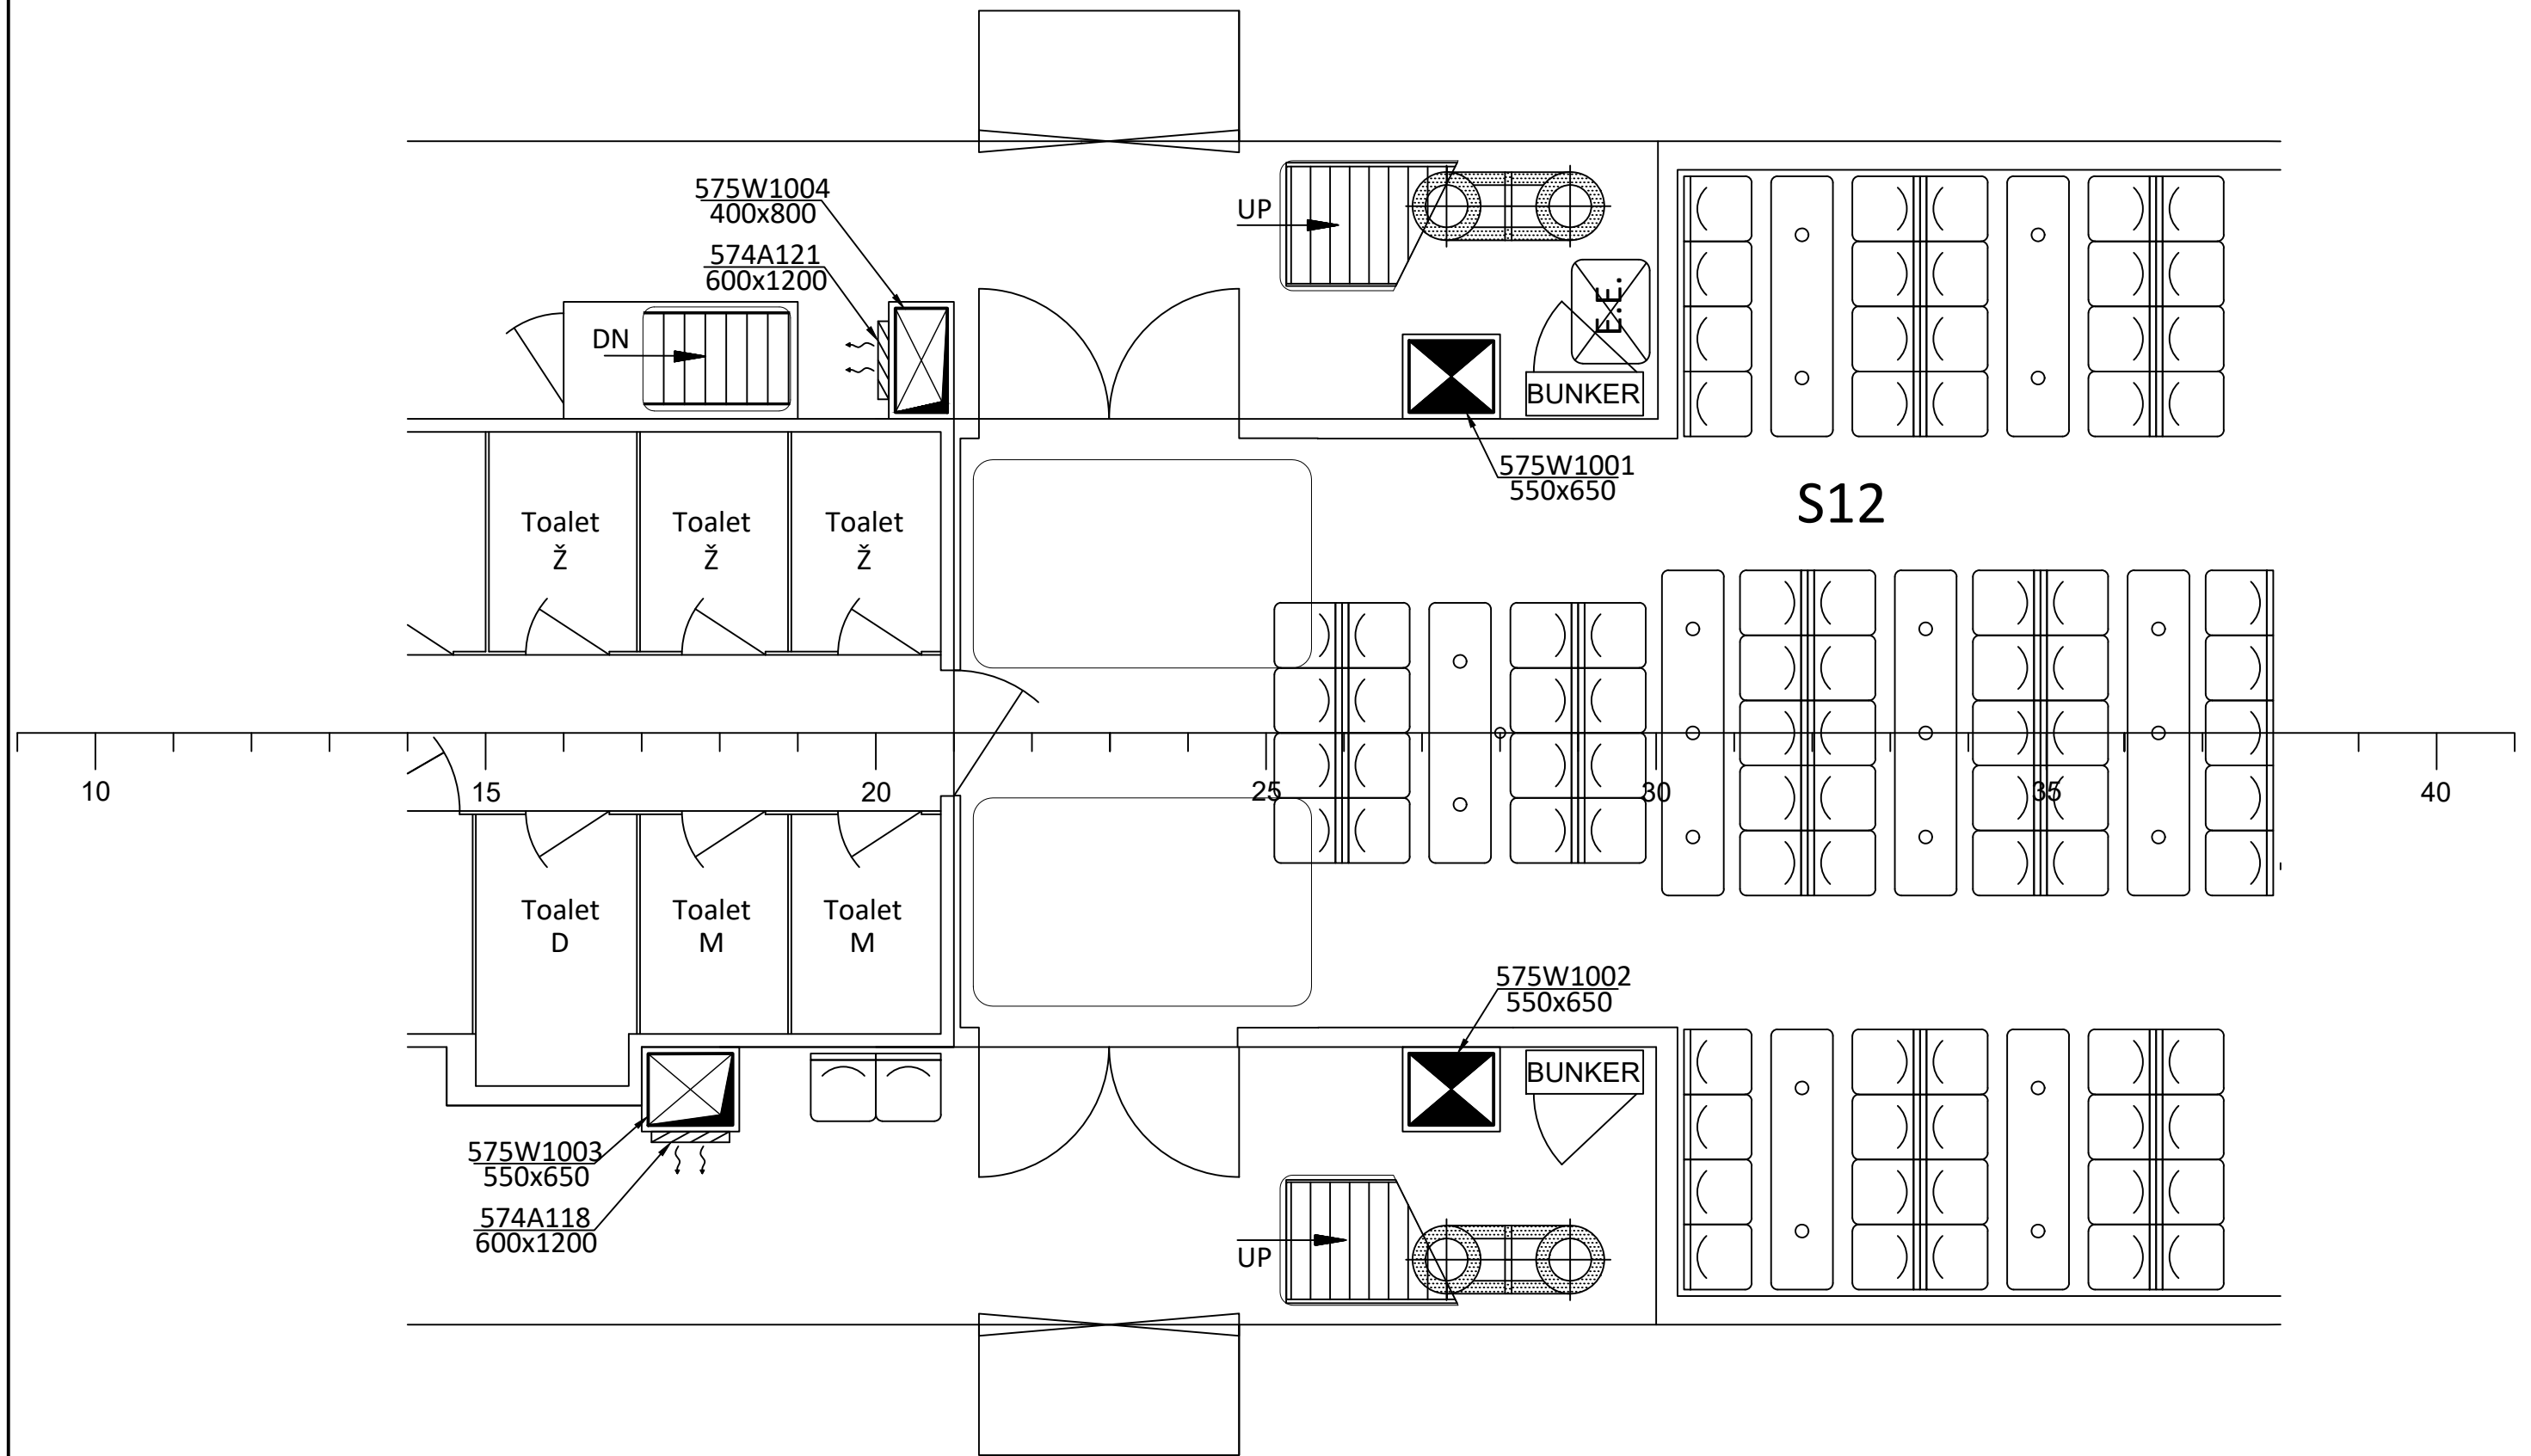 575W1004
400x800
574A121
600x1200
UP
DN
E.E.
BUNKER
575W1001
550x650
S12
Toalet
Ž
Toalet
Ž
Toalet
Ž
10
15
20
25
30
35
40
Toalet
D
Toalet
M
Toalet
M
575W1002
550x650
BUNKER
575W1003
550x650
574A118
600x1200
UP